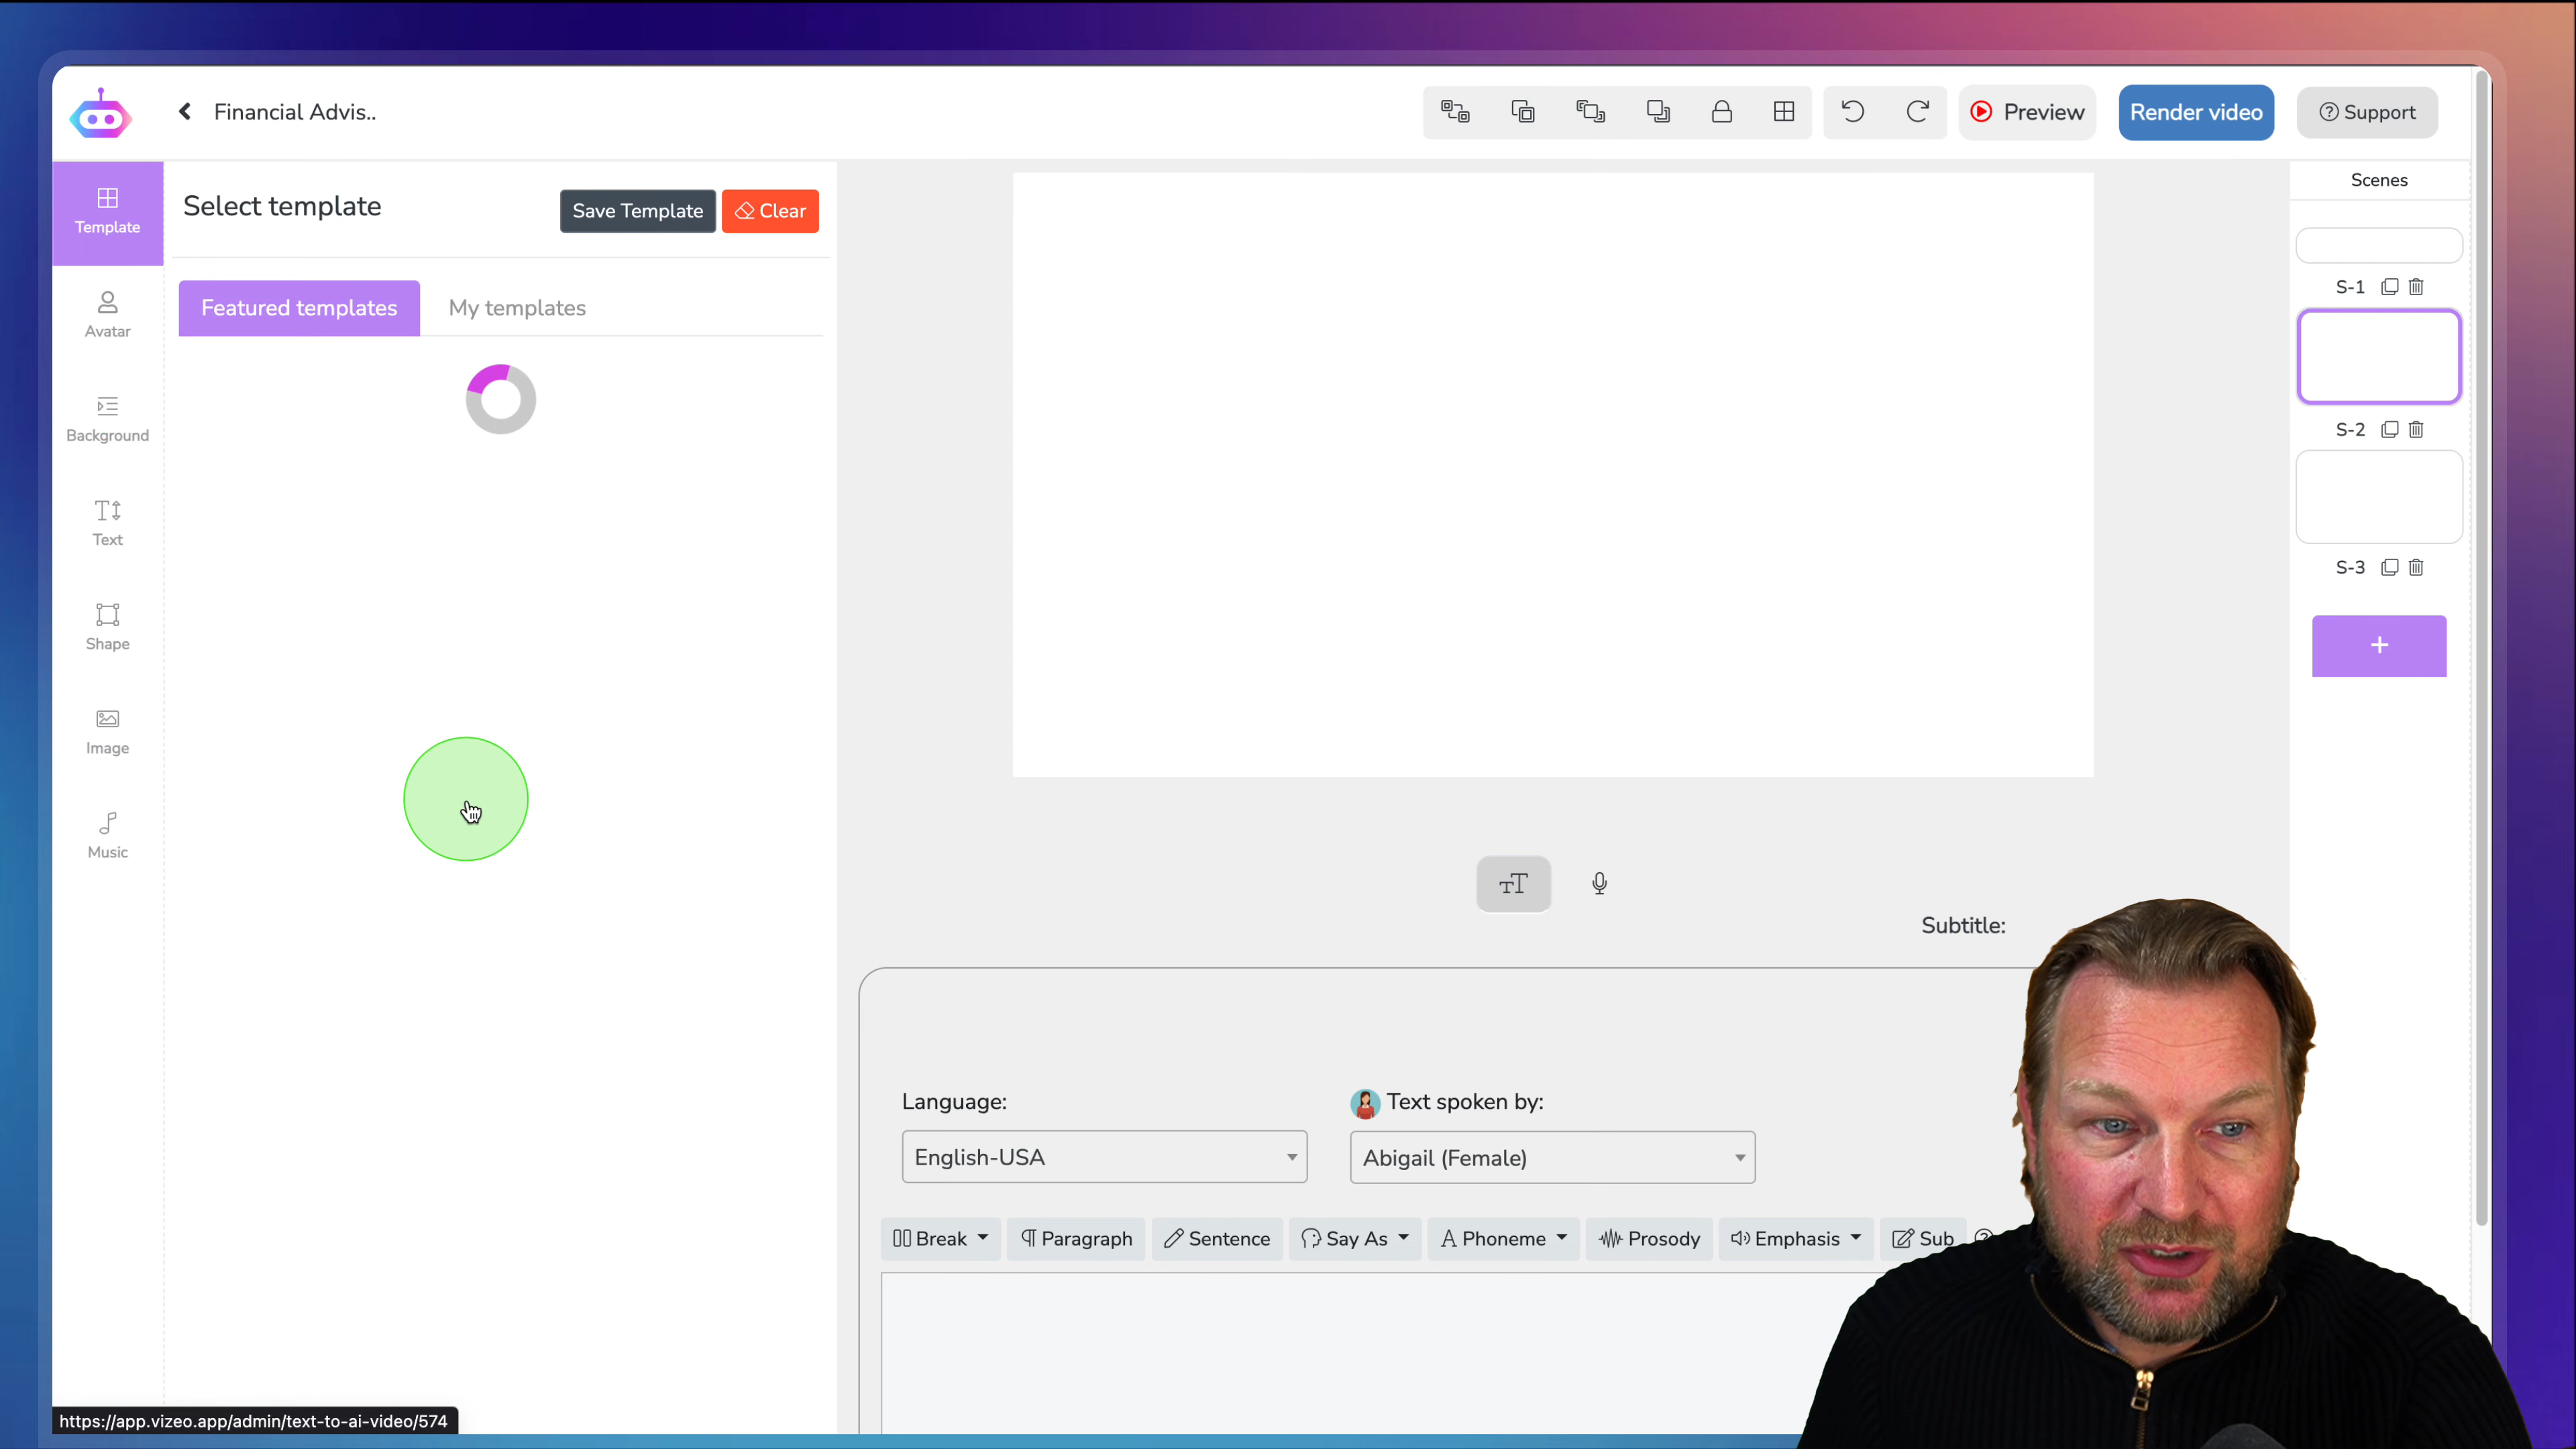 Financial Advis..
Preview
Render video
Support
Template
Avatar
Background
Text
Shape
Image
Music
Select template
Save Template
Clear
Featured templates
My templates
Scenes
S-1
S-2
S-3
+
Subtitle:
Language:
English-USA
Text spoken by:
Abigail (Female)
Break
Paragraph
Sentence
Say As
Phoneme
Prosody
Emphasis
Sub
https://app.vizeo.app/admin/text-to-ai-video/574